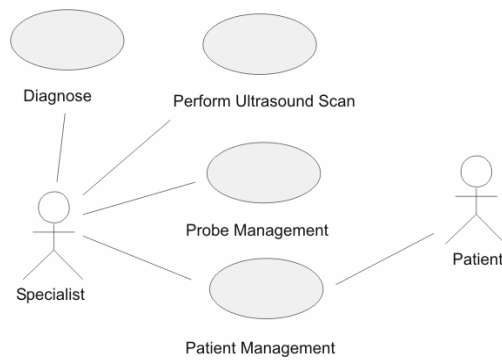 Diagnose
Perform Ultrasound Scan
Probe Management
Patient
Specialist
Patient Management